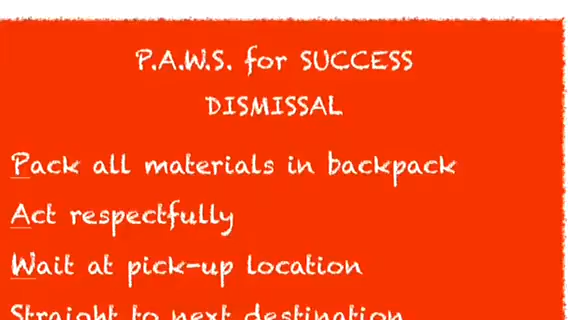 P.A.W.S. for SUCCESS
DISMISSAL
Pack all materials in backpack
Act respectfully
Wait at pick-up location
Straight to next destination